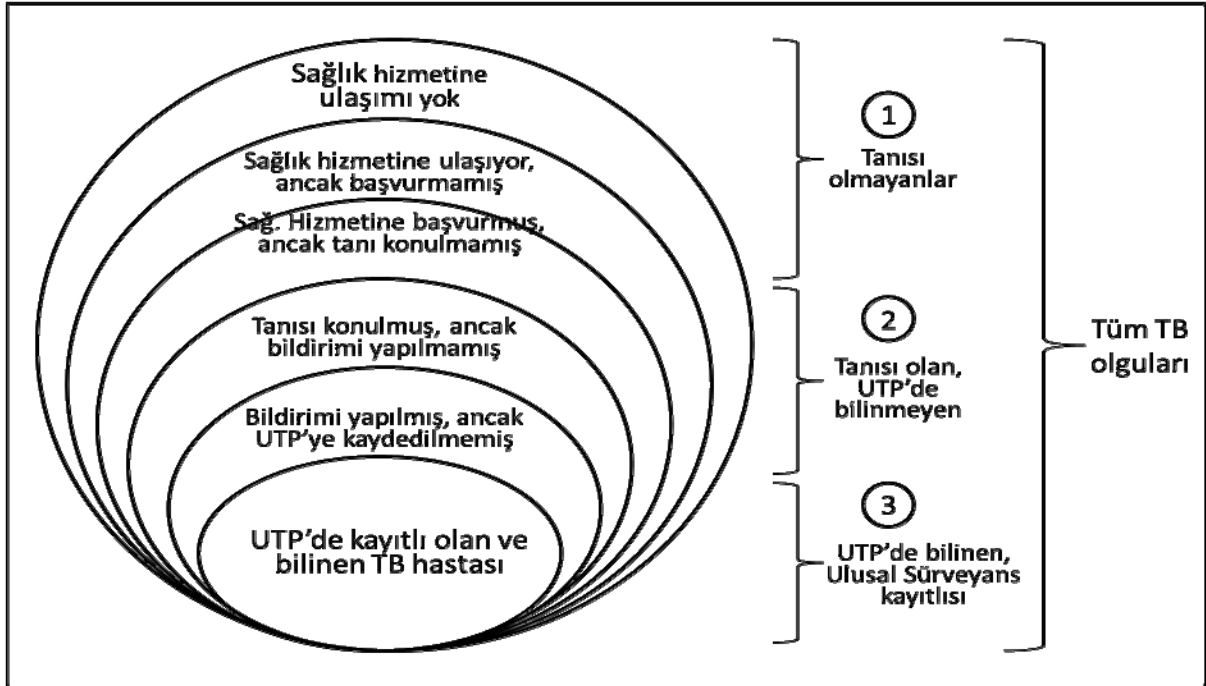 Sağlık hizmetine
ulaşımı yok
Sağlık hizmetine ulaşıyor,
ancak başvurmamış
Sağ. Hizmetine başvurmuş,
ancak tanı konulmamış
Tanısı konulmuş, ancak
bildirimi yapılmamış
Bildirimi yapılmış, ancak
UTP'ye kaydedilmemiş
UTP'de kayıtlı olan ve
bilinen TB hastası
1
Tanısı
olmayanlar
2
Tanısı olan,
UTP'de
bilinmeyen
3
UTP'de bilinen,
Ulusal Sürveyans
kayıtlısı
Tüm TB
olguları